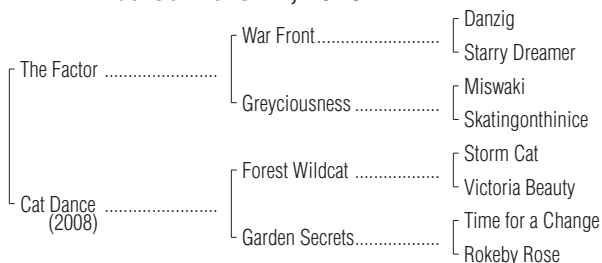 Danzig
War Front........................................
Starry Dreamer
The Factor .....................................
Miswaki
Greyciousness ............................
Skatingonthinice
Storm Cat
Forest Wildcat ............................
Victoria Beauty
Cat Dance .....................................
(2008)
Time for a Change
Garden Secrets............................
Rokeby Rose